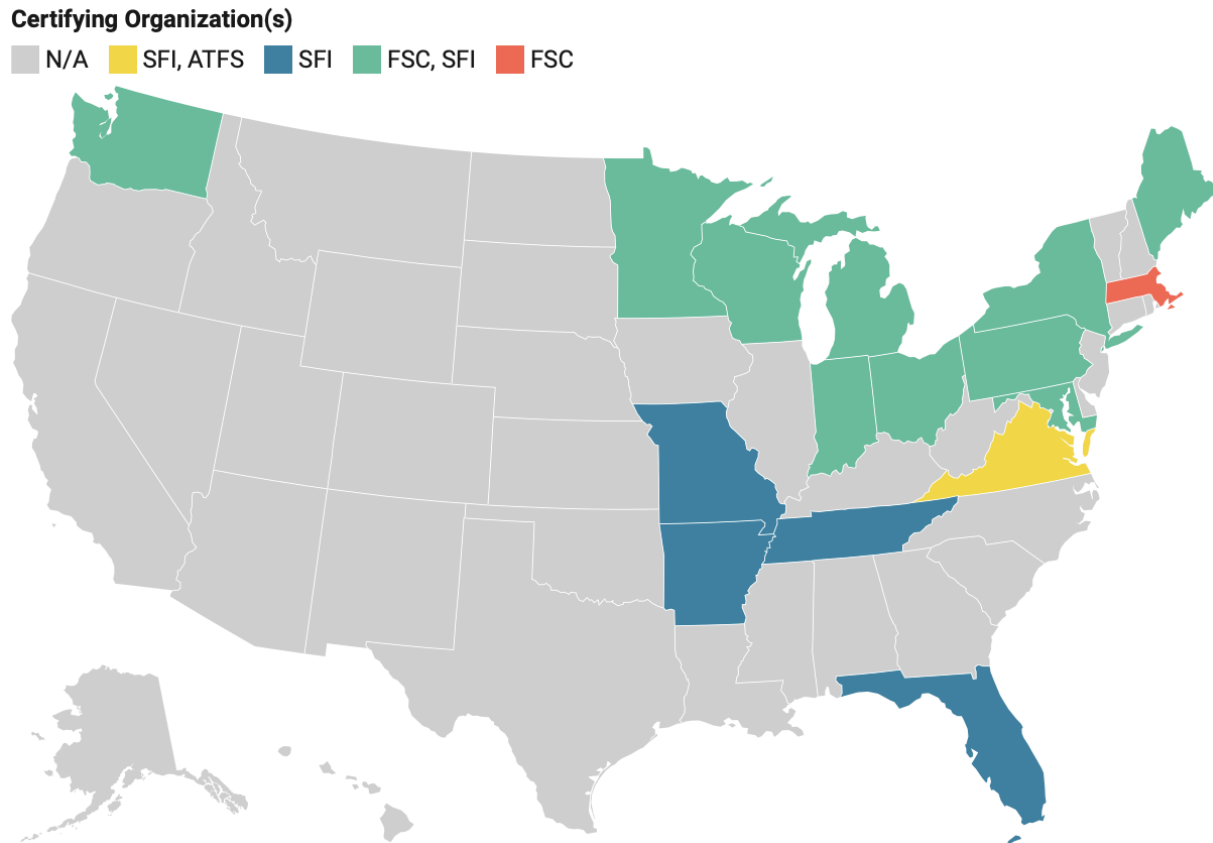 Certifying Organization(s)
N/A SFI, ATFS SFI FSC, SFI FSC